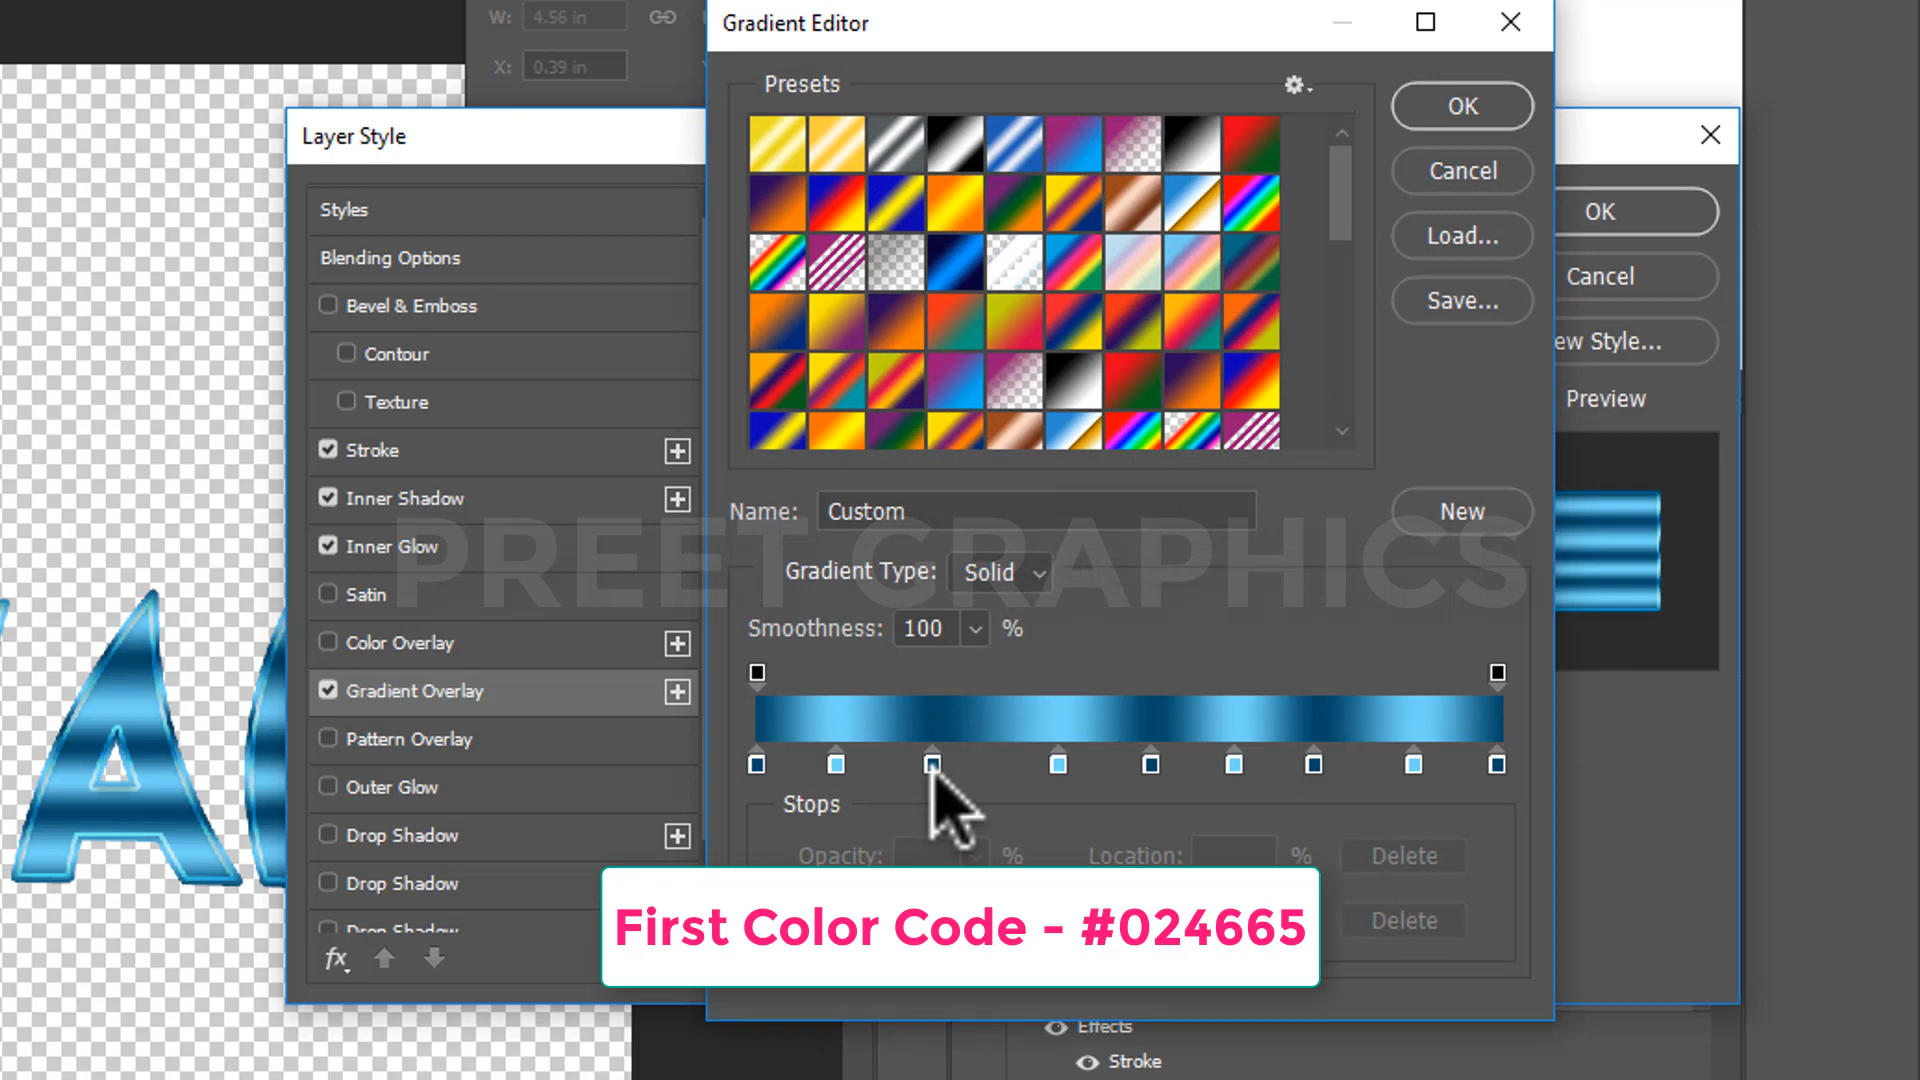 W: 4.56 in
X: 0.39 in
Gradient Editor
Presets
OK
Cancel
Load...
Save...
Layer Style
Styles
Blending Options
Bevel & Emboss
Contour
Texture
Stroke
Inner Shadow
Inner Glow
Satin
Color Overlay
Gradient Overlay
Pattern Overlay
Outer Glow
Drop Shadow
Drop Shadow
Drop Shadow
fx
OK
Cancel
ew Style...
Preview
Name: Custom
New
PREET GRAPHICS
Gradient Type: Solid
Smoothness: 100 %
Stops
Opacity: % Location: % Delete
Delete
First Color Code - #024665
Effects
Stroke
A